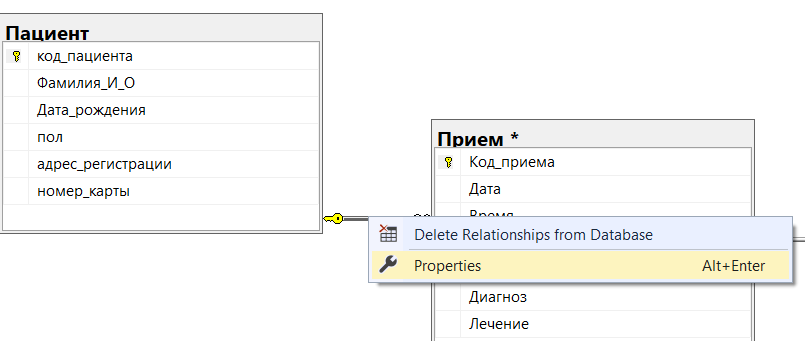 Пациент
код_пациента
Фамилия_И_О
Дата_рождения
пол
адрес_регистрации
номер_карты
Прием *
Код_приема
Дата
Время
Delete Relationships from Database
Properties Alt+Enter
Диагноз
Лечение